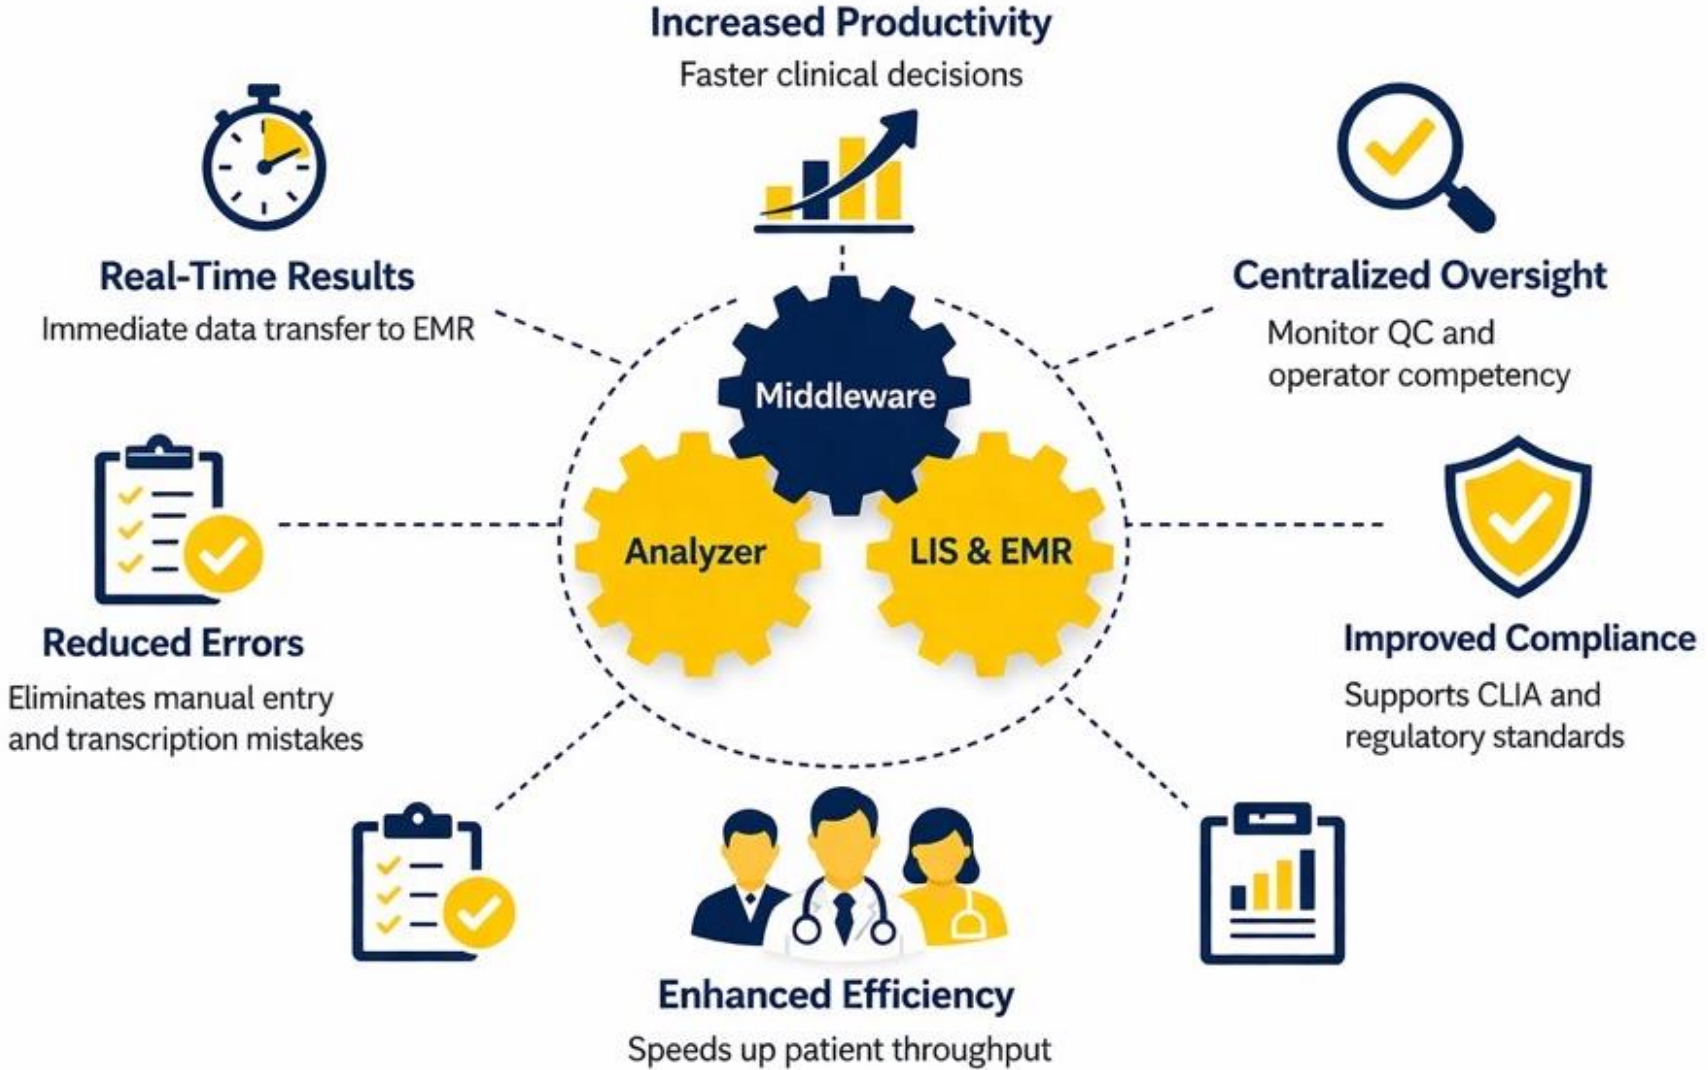 Increased Productivity
Faster clinical decisions
Real-Time Results
Immediate data transfer to EMR
Centralized Oversight
Monitor QC and
operator competency
Middleware
Analyzer
LIS & EMR
Reduced Errors
Eliminates manual entry
and transcription mistakes
Improved Compliance
Supports CLIA and
regulatory standards
Enhanced Efficiency
Speeds up patient throughput